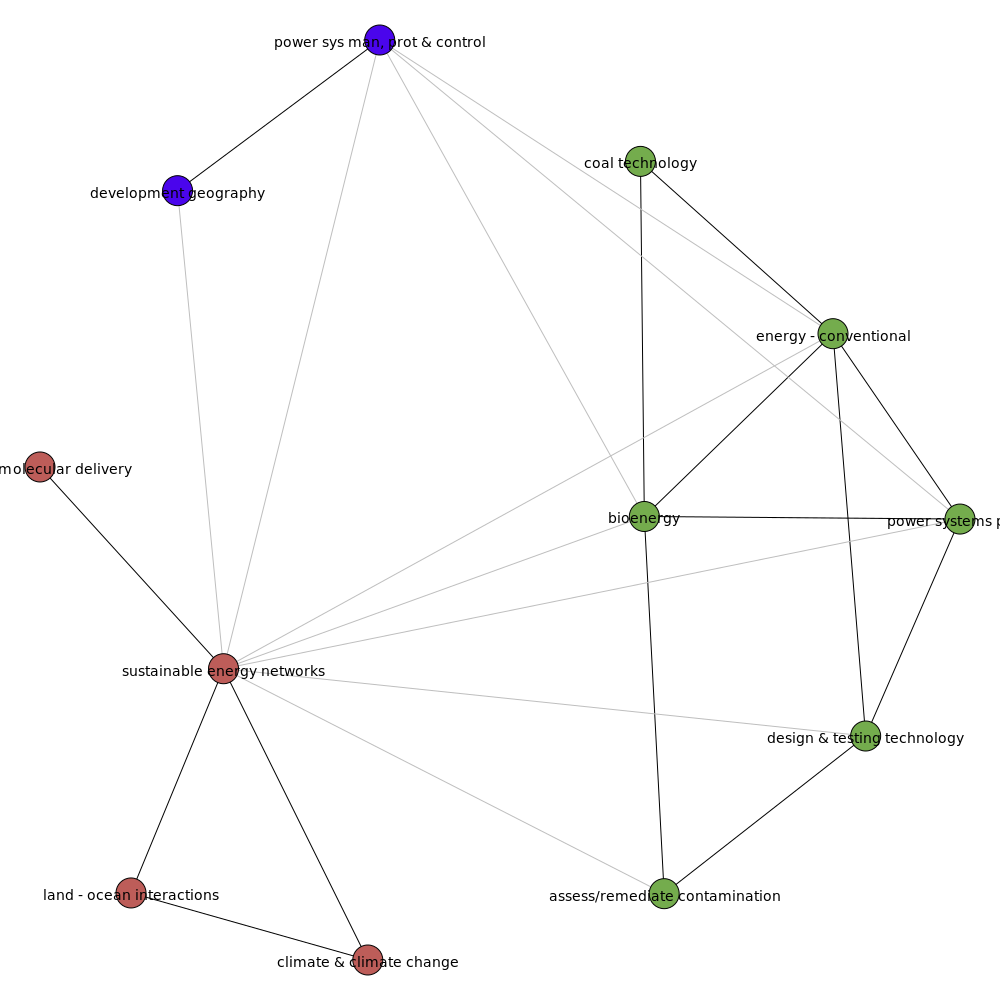 power sys man, prot & control
coal technology
development geography
energy - conventional
molecular delivery
bioenergy
power systems
sustainable energy networks
design & testing technology
land - ocean interactions
assess/remediate contamination
climate & climate change